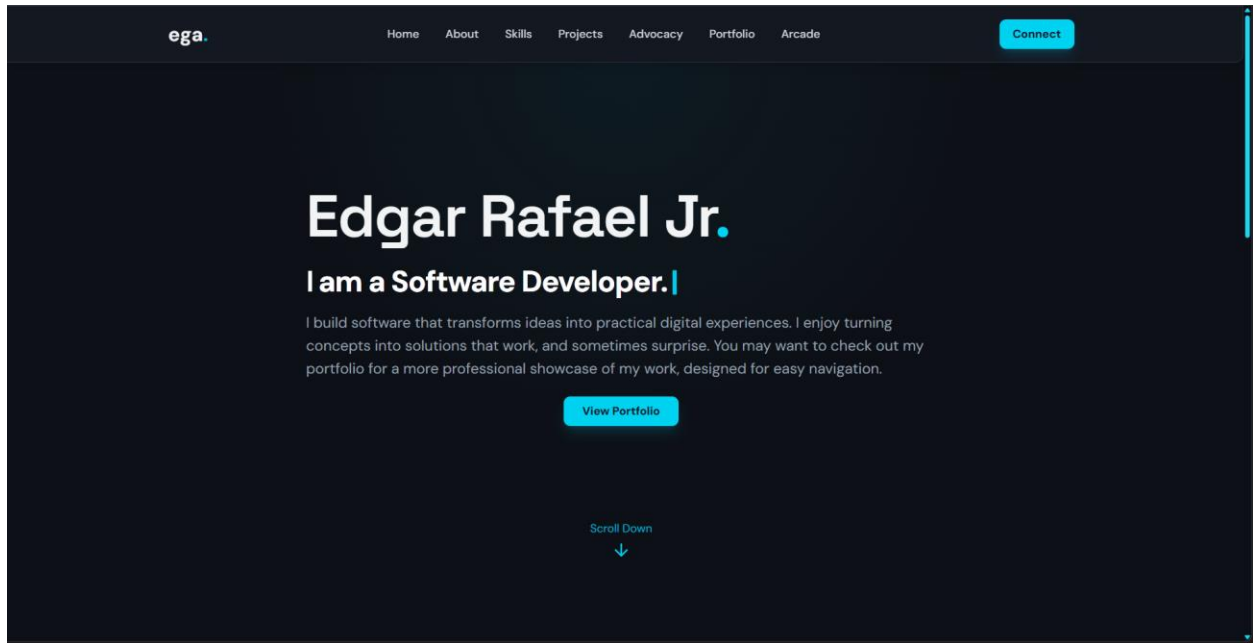 ega.
Home About Skills Projects Advocacy Portfolio Arcade
Connect
Edgar Rafael Jr.
I am a Software Developer.
I build software that transforms ideas into practical digital experiences. I enjoy turning
concepts into solutions that work, and sometimes surprise. You may want to check out my
portfolio for a more professional showcase of my work, designed for easy navigation.
View Portfolio
Scroll Down